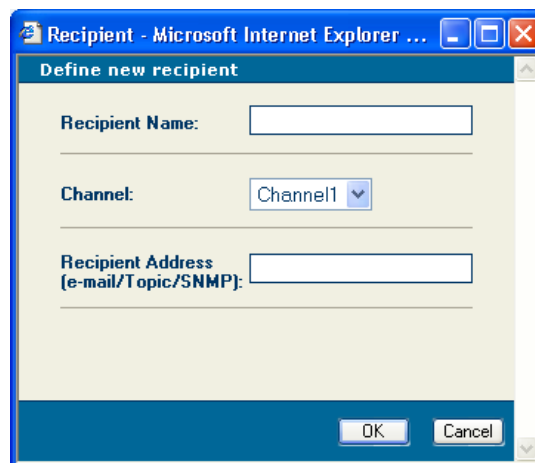 Recipient - Microsoft Internet Explorer ...
Define new recipient
Recipient Name:
Channel:
Channel1
Recipient Address
(e-mail/Topic/SNMP):
OK
Cancel